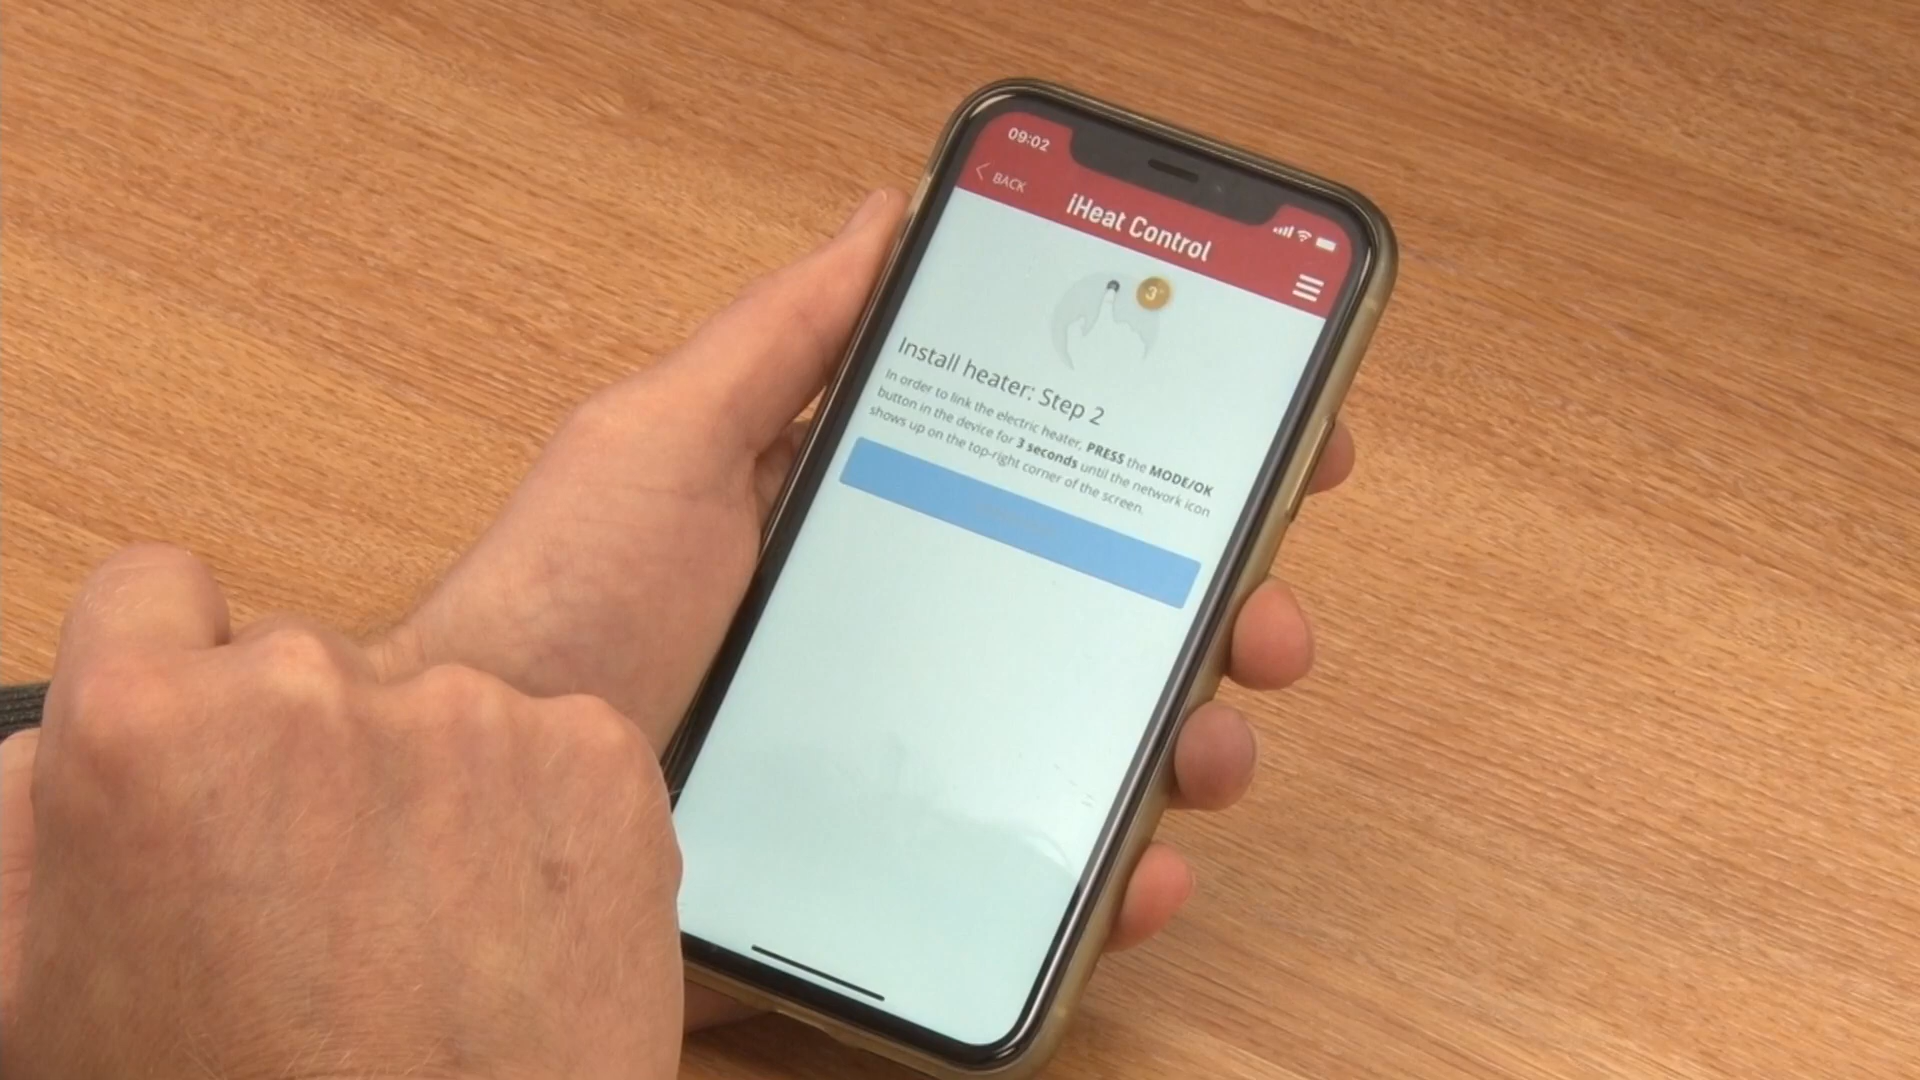 09:02
BACK
iHeat Control
3"
Install heater: Step 2
In order to link the electric heater, PRESS the MODE/OK
button in the device for 3 seconds until the network icon
shows up on the top-right corner of the screen.